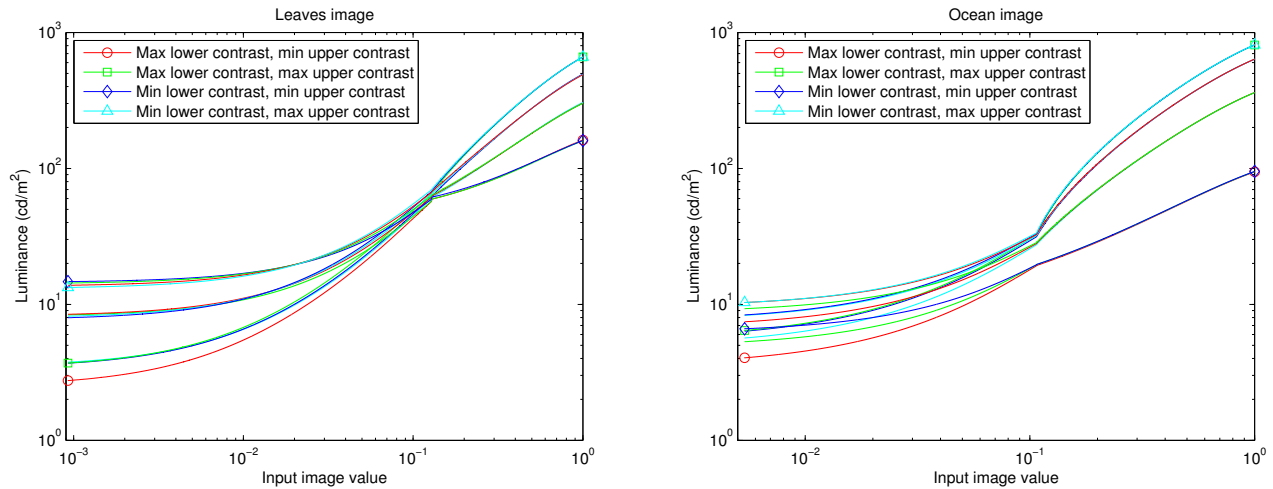 Leaves image
10^3
10^2
10^1
10^0
Luminance (cd/m^2)
Max lower contrast, min upper contrast
Max lower contrast, max upper contrast
Min lower contrast, min upper contrast
Min lower contrast, max upper contrast
10^−3
10^−2
10^−1
10^0
Input image value
Ocean image
10^3
10^2
10^1
10^0
Luminance (cd/m^2)
Max lower contrast, min upper contrast
Max lower contrast, max upper contrast
Min lower contrast, min upper contrast
Min lower contrast, max upper contrast
10^−2
10^−1
10^0
Input image value